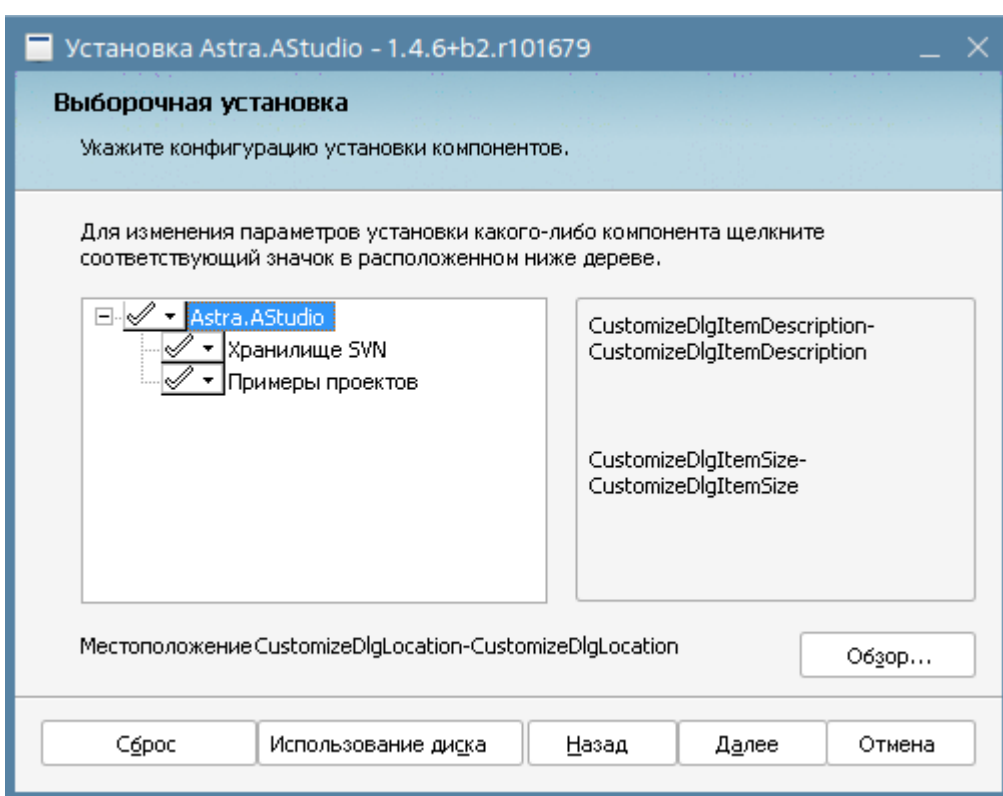 Установка Astra.AStudio - 1.4.6+b2.r101679
Выборочная установка
Укажите конфигурацию установки компонентов.
Для изменения параметров установки какого-либо компонента щелкните
соответствующий значок в расположенном ниже дереве.
Astra.AStudio
Хранилище SVN
Примеры проектов
CustomizeDlgItemDescription-
CustomizeDlgItemDescription
CustomizeDlgItemSize-
CustomizeDlgItemSize
Местоположение CustomizeDlgLocation-CustomizeDlgLocation
Обзор...
Сброс
Использование диска
Назад
Далее
Отмена